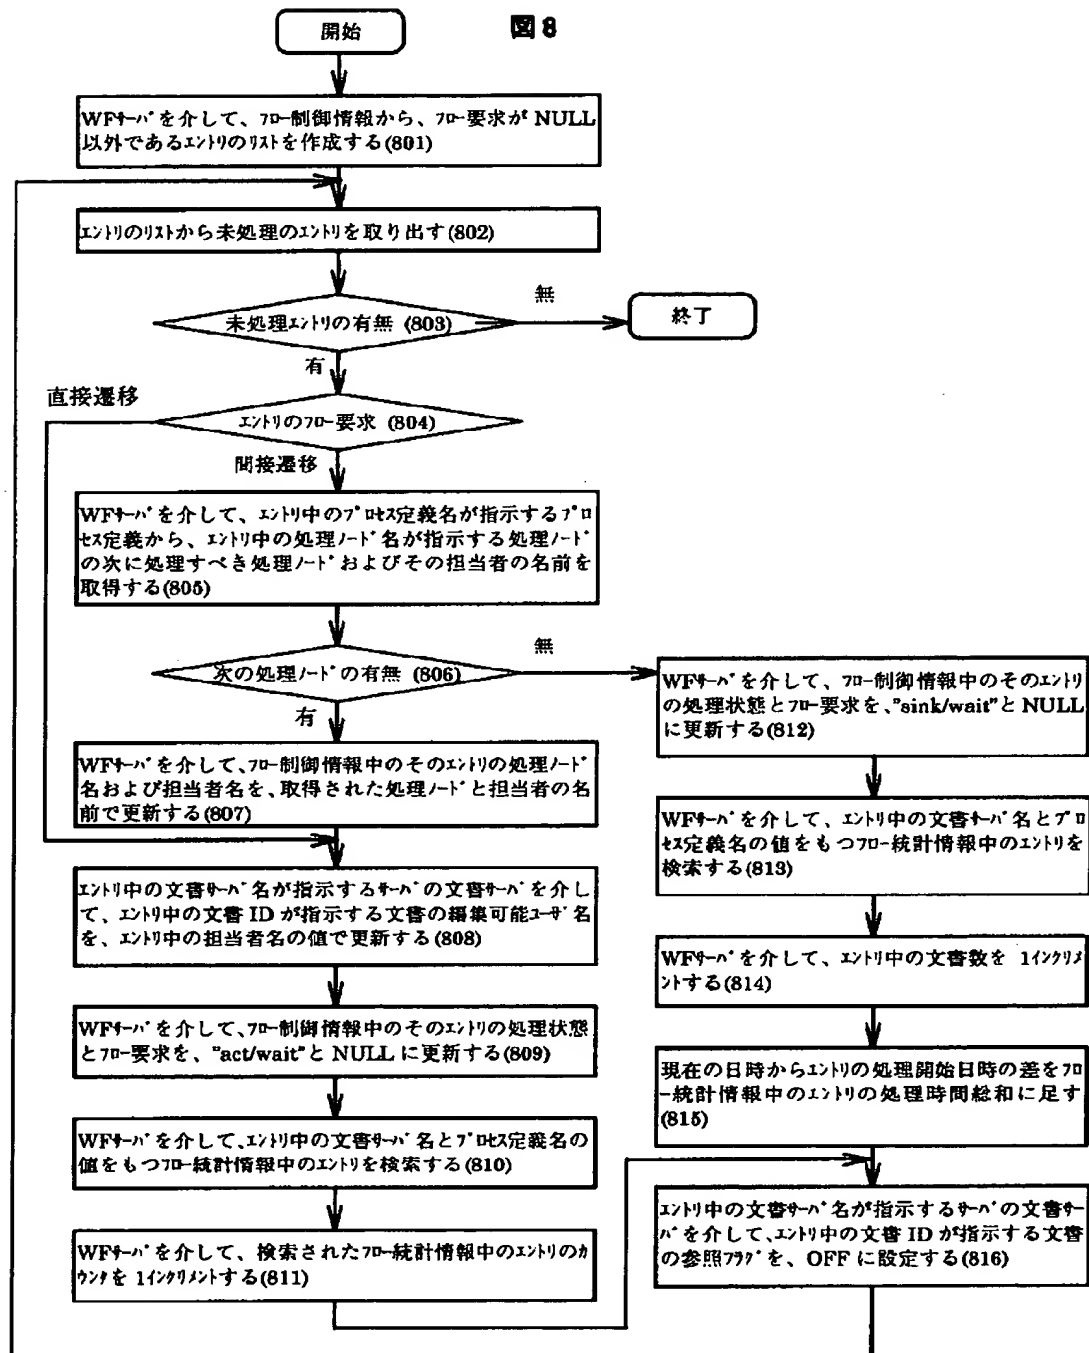 図8
開始
WFｻｰﾊﾞを介して、ﾌﾛｰ制御情報から、ﾌﾛｰ要求が NULL
以外であるｴﾝﾄﾘのﾘｽﾄを作成する(801)
ｴﾝﾄﾘのﾘｽﾄから未処理のｴﾝﾄﾘを取り出す(802)
未処理ｴﾝﾄﾘの有無 (803)
無
終了
有
直接遷移
ｴﾝﾄﾘのﾌﾛｰ要求 (804)
間接遷移
WFｻｰﾊﾞを介して、ｴﾝﾄﾘ中のﾌﾟﾛｾｽ定義名が指示するﾌﾟﾛ
ｾｽ定義から、ｴﾝﾄﾘ中の処理ﾉｰﾄﾞ名が指示する処理ﾉｰﾄﾞ
の次に処理すべき処理ﾉｰﾄﾞおよびその担当者の名前を
取得する(805)
次の処理ﾉｰﾄﾞの有無 (806)
無
有
WFｻｰﾊﾞを介して、ﾌﾛｰ制御情報中のそのｴﾝﾄﾘの処理ﾉｰﾄﾞ
名および担当者名を、取得された処理ﾉｰﾄﾞと担当者の名
前で更新する(807)
ｴﾝﾄﾘ中の文書ｻｰﾊﾞ名が指示するｻｰﾊﾞの文書ｻｰﾊﾞを介し
て、ｴﾝﾄﾘ中の文書 ID が指示する文書の編集可能ﾕｰｻﾞ名
を、ｴﾝﾄﾘ中の担当者名の値で更新する(808)
WFｻｰﾊﾞを介して、ﾌﾛｰ制御情報中のそのｴﾝﾄﾘの処理状態
とﾌﾛｰ要求を、"act/wait"と NULL に更新する(809)
WFｻｰﾊﾞを介して、ｴﾝﾄﾘ中の文書ｻｰﾊﾞ名とﾌﾟﾛｾｽ定義名の
値をもつﾌﾛｰ統計情報中のｴﾝﾄﾘを検索する(810)
WFｻｰﾊﾞを介して、検索されたﾌﾛｰ統計情報中のｴﾝﾄﾘのｶ
ｳﾝﾀを 1ｲﾝｸﾘﾒﾝﾄする(811)
WFｻｰﾊﾞを介して、ﾌﾛｰ制御情報中のそのｴﾝﾄﾘ
の処理状態とﾌﾛｰ要求を、"sink/wait"と NULL
に更新する(812)
WFｻｰﾊﾞを介して、ｴﾝﾄﾘ中の文書ｻｰﾊﾞ名とﾌﾟﾛ
ｾｽ定義名の値をもつﾌﾛｰ統計情報中のｴﾝﾄﾘを
検索する(813)
WFｻｰﾊﾞを介して、ｴﾝﾄﾘ中の文書数を 1ｲﾝｸﾘﾒ
ﾝﾄする(814)
現在の日時からｴﾝﾄﾘの処理開始日時の差をﾌﾛ
ｰ統計情報中のｴﾝﾄﾘの処理時間総和に足す
(815)
ｴﾝﾄﾘ中の文書ｻｰﾊﾞ名が指示するｻｰﾊﾞの文書ｻｰ
ﾊﾞを介して、ｴﾝﾄﾘ中の文書 ID が指示する文書
の参照ﾌﾗｸﾞを、OFF に設定する(816)